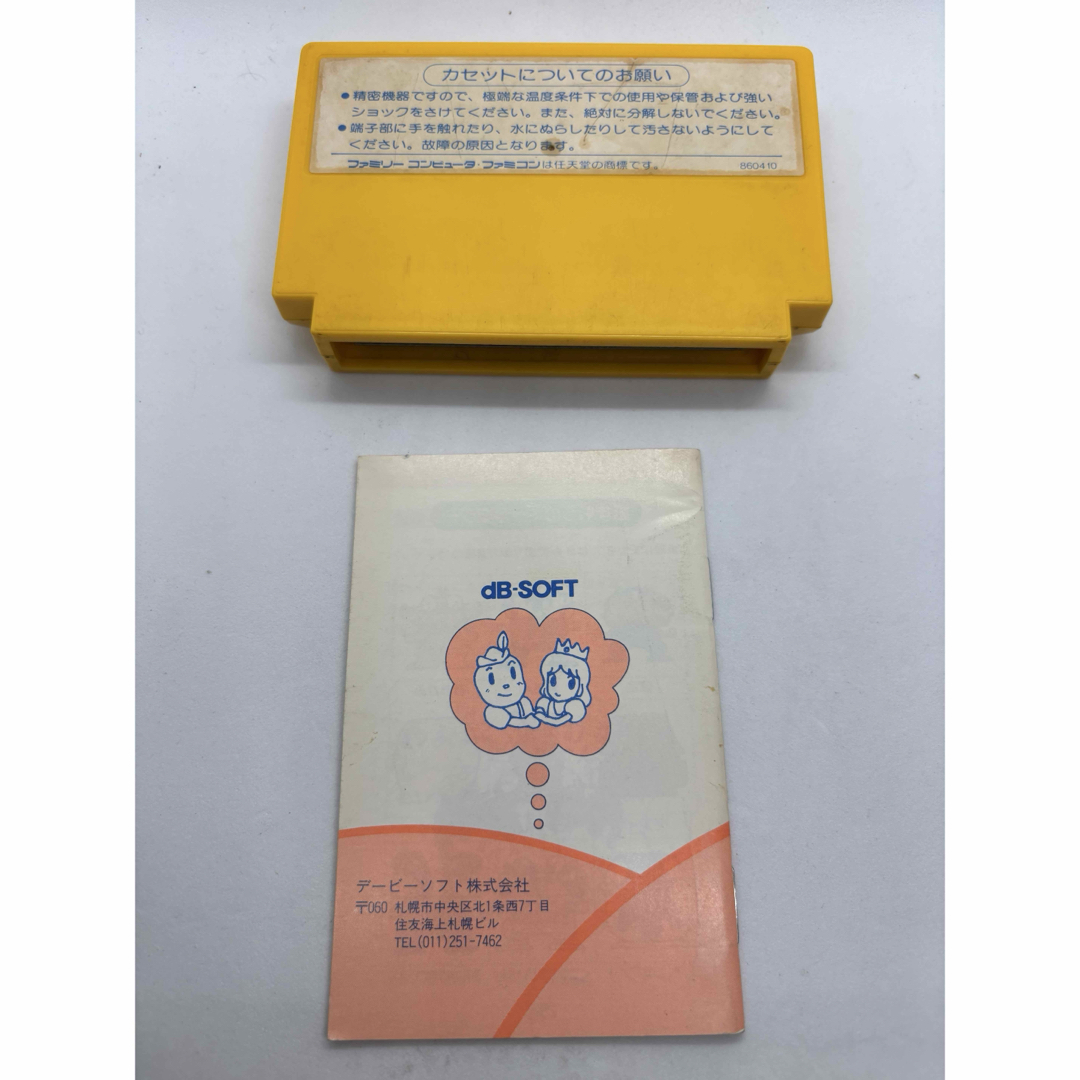 カセットについてのお願い
●精密機器ですので、極端な温度条件下での使用や保管および強い
ショックをさけてください。また、絶対に分解しないでください。
●端子部に手を触れたり、水にぬらしたりして汚さないようにして
ください。故障の原因となります。
ファミリー コンピュータ・ファミコンは任天堂の商標です。
860410
dB-SOFT
デービーソフト株式会社
〒060 札幌市中央区北1条西7丁目
住友海上札幌ビル
TEL(011)251-7462